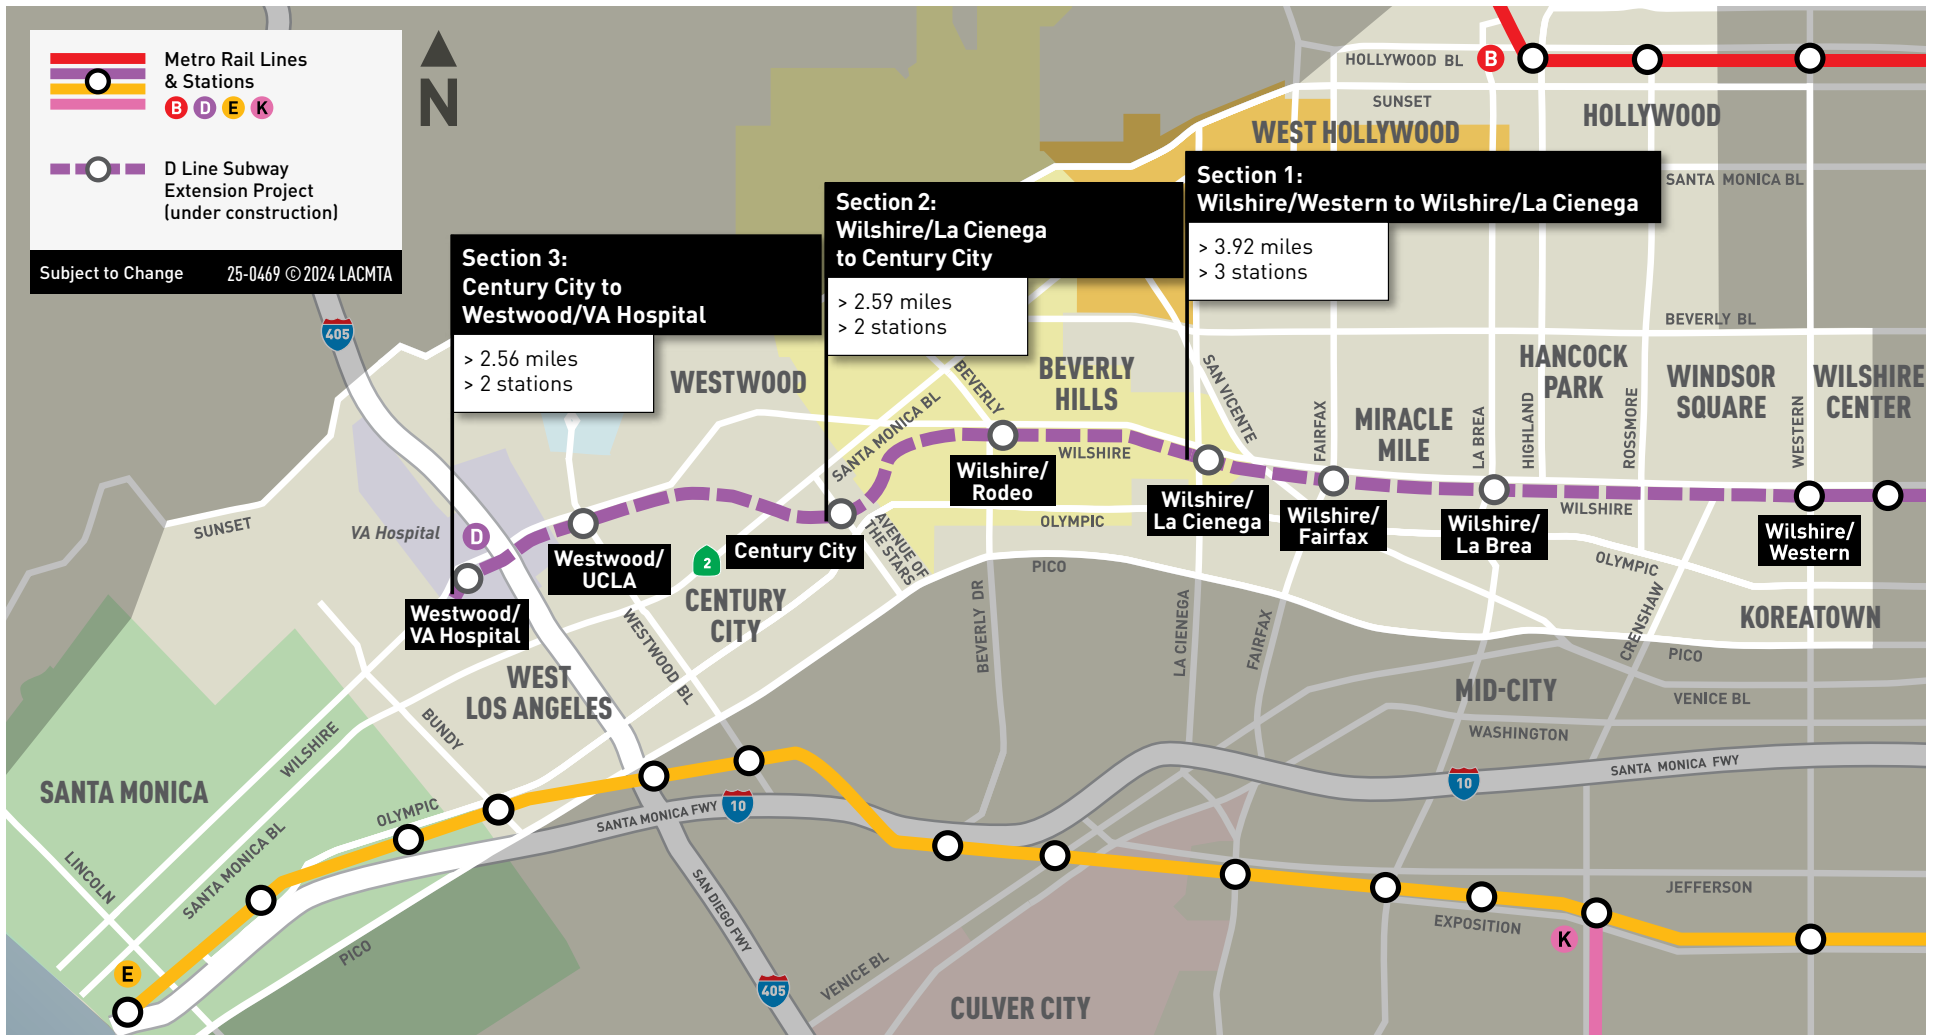 Metro Rail Lines
& Stations
B D E K
D Line Subway
Extension Project
(under construction)
Subject to Change 25-0469 © 2024 LACMTA
N
405
HOLLYWOOD BL
B
SUNSET
WEST HOLLYWOOD
HOLLYWOOD
SANTA MONICA BL
Section 1:
Wilshire/Western to Wilshire/La Cienega
> 3.92 miles
> 3 stations
Section 2:
Wilshire/La Cienega
to Century City
> 2.59 miles
> 2 stations
Section 3:
Century City to
Westwood/VA Hospital
> 2.56 miles
> 2 stations
BEVERLY BL
WESTWOOD
BEVERLY
HILLS
BEVERLY
SANTA MONICA BL
SAN VICENTE
FAIRFAX
MIRACLE
MILE
LA BREA
HIGHLAND
HANCOCK
PARK
ROSSMORE
WINDSOR
SQUARE
WESTERN
WILSHIRE
CENTER
WILSHIRE
WILSHIRE
SUNSET
VA Hospital
D
Westwood/
VA Hospital
Westwood/
UCLA
2
Century City
AVENUE OF
THE STARS
Wilshire/
Rodeo
OLYMPIC
Wilshire/
La Cienega
Wilshire/
Fairfax
Wilshire/
La Brea
Wilshire/
Western
OLYMPIC
PICO
CENTURY
CITY
WESTWOOD BL
BEVERLY DR
LA CIENEGA
FAIRFAX
CRENSHAW
KOREATOWN
PICO
WEST
LOS ANGELES
BUNDY
MID-CITY
VENICE BL
WASHINGTON
WILSHIRE
SANTA MONICA
OLYMPIC
SANTA MONICA FWY
10
SANTA MONICA FWY
10
LINCOLN
SANTA MONICA BL
SAN DIEGO FWY
JEFFERSON
EXPOSITION
K
PICO
E
405
VENICE BL
CULVER CITY